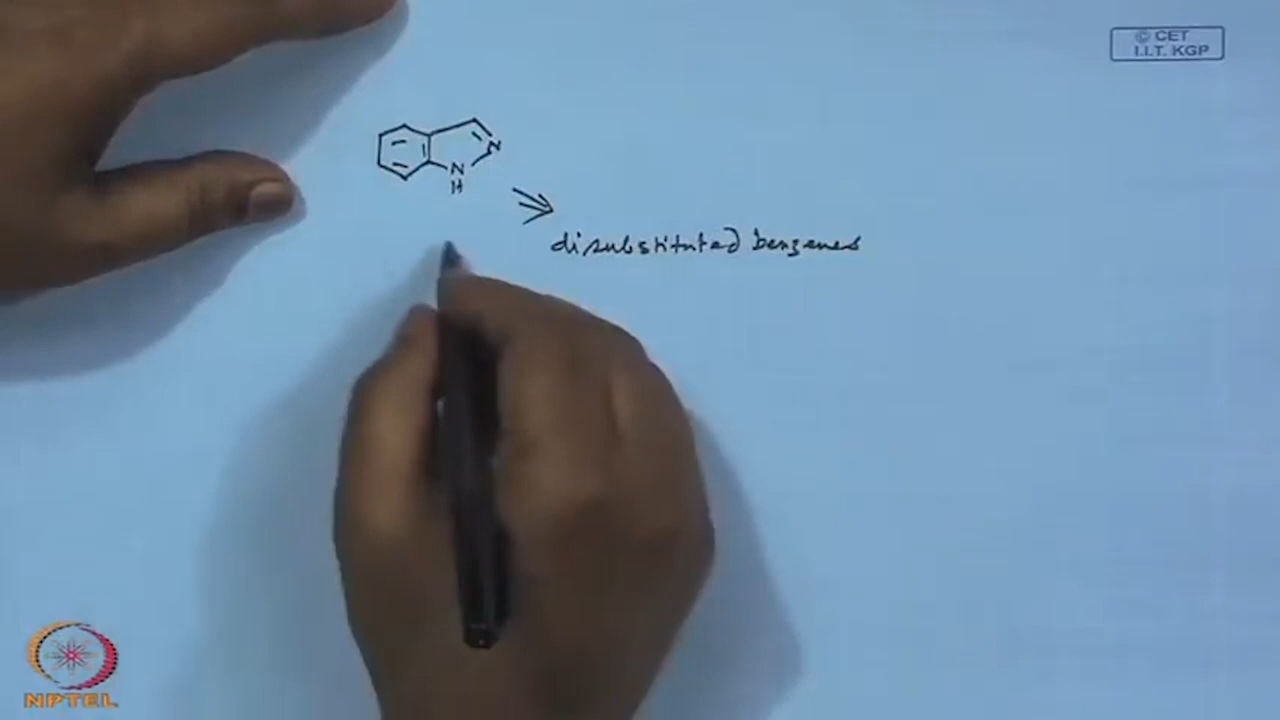 © CET
I.I.T. KGP
N
N
H
disubstituted benzenes
NPTEL